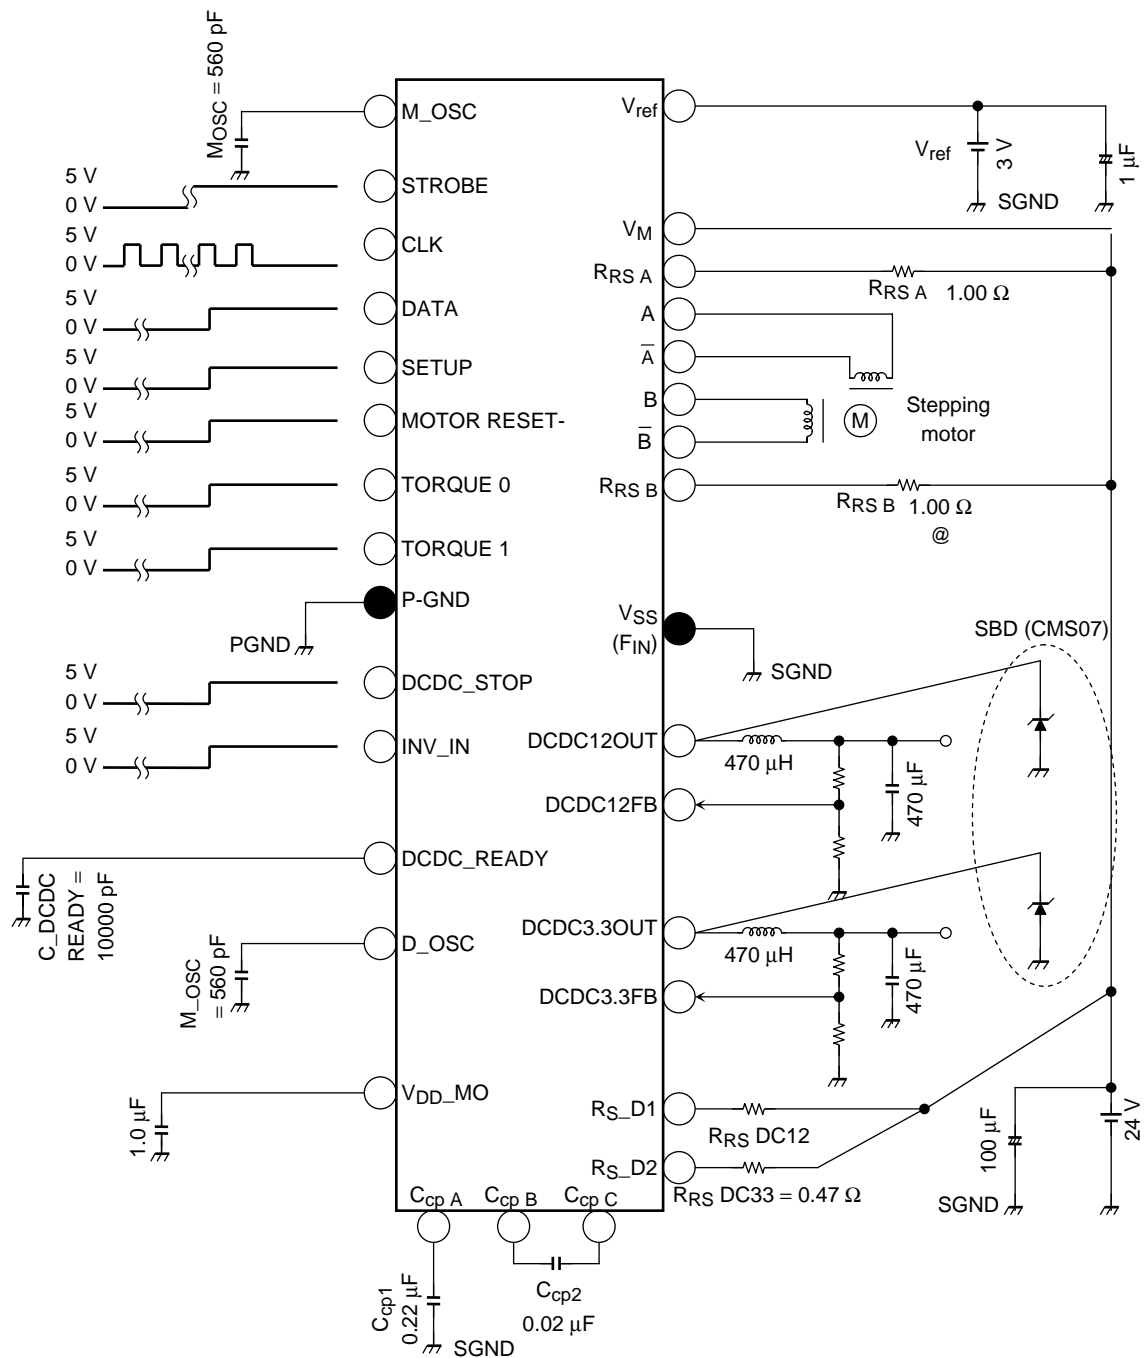 MOSC = 560 pF
M_OSC
5 V
0 V
STROBE
5 V
0 V
CLK
5 V
0 V
DATA
5 V
0 V
SETUP
5 V
0 V
MOTOR RESET-
5 V
0 V
TORQUE 0
5 V
0 V
TORQUE 1
P-GND
PGND
5 V
0 V
DCDC_STOP
5 V
0 V
INV_IN
DCDC_READY
C_DCDC
READY =
10000 pF
D_OSC
M_OSC
= 560 pF
VDD_MO
1.0 μF
Vref
Vref
3 V
1 μF
SGND
VM
RRS A
RRS A 1.00 Ω
A
A̅
B
B̅
M
Stepping
motor
RRS B
RRS B 1.00 Ω
@
VSS
(FIN)
SGND
SBD (CMS07)
DCDC12OUT
470 μH
470 μF
DCDC12FB
DCDC3.3OUT
470 μH
470 μF
DCDC3.3FB
RS_D1
RRS DC12
RS_D2
RRS DC33 = 0.47 Ω
100 μF
24 V
SGND
Ccp A
Ccp B
Ccp C
Ccp1
0.22 μF
SGND
Ccp2
0.02 μF